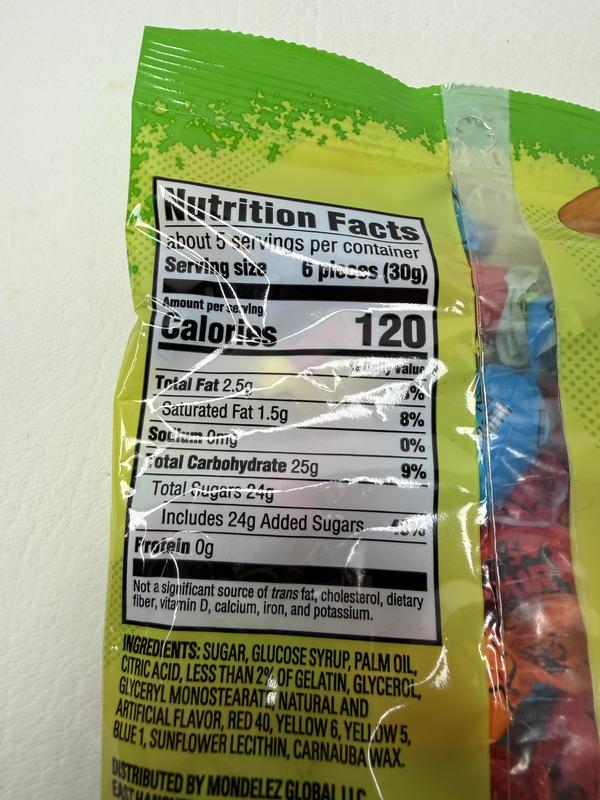 Nutrition Facts
about 5 servings per container
Serving size 6 pieces (30g)
Amount per serving
Calories 120
% Daily Value
Total Fat 2.5g %
Saturated Fat 1.5g 8%
Sodium 0mg 0%
Total Carbohydrate 25g 9%
Total Sugars 24g
Includes 24g Added Sugars
Protein 0g
Not a significant source of trans fat, cholesterol, dietary
fiber, vitamin D, calcium, iron, and potassium.
INGREDIENTS: SUGAR, GLUCOSE SYRUP, PALM OIL,
CITRIC ACID, LESS THAN 2% OF GELATIN, GLYCEROL,
GLYCERYL MONOSTEARATE, NATURAL AND
ARTIFICIAL FLAVOR, RED 40, YELLOW 6, YELLOW 5,
BLUE 1, SUNFLOWER LECITHIN, CARNAUBA WAX.
DISTRIBUTED BY MONDELEZ GLOBAL LLC